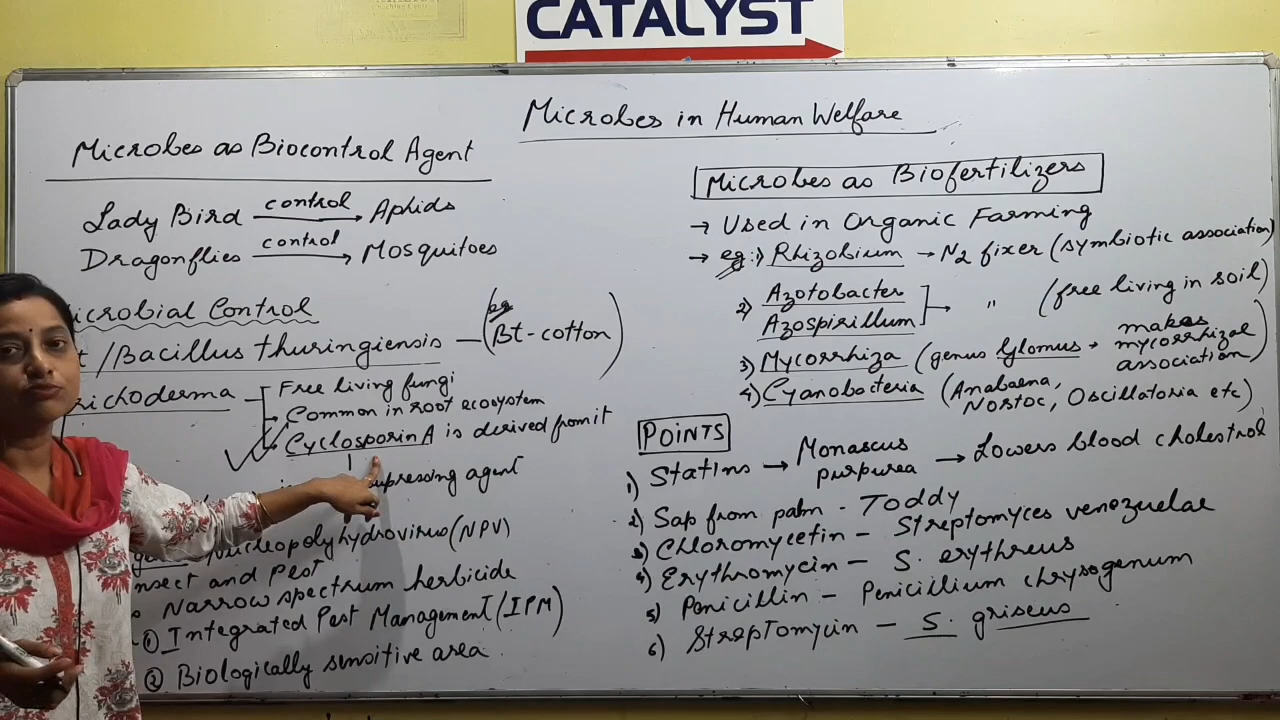 CATALYST
Microbes in Human Welfare
Microbes as Biocontrol Agent
Lady Bird control → Aphids
Dragonflies control → Mosquitoes
icrobial Control
t/Bacillus thuringiensis — (eg Bt-cotton)
richoderma
Free living fungi
Common in root ecosystem
Cyclosporin A is derived from it
upressing agent
Nucleopolyhydrovirus (NPV)
nsect and Pest
Narrow spectrum herbicide
① Integrated Pest Management (IPM)
② Biologically sensitive area
Microbes as Biofertilizers
→ Used in Organic Farming
→ eg:1) Rhizobium → N2 fixer (symbiotic association)
2) Azotobacter
Azospirillum → " (free living in soil)
3) Mycorrhiza (genus Glomus → makes mycorrhizal association)
4) Cyanobacteria (Anabaena,
Nostoc, Oscillatoria etc)
POINTS
1) Statins → Monascus purpurea → Lowers blood cholestrol
2) Sap from palm - Toddy
3) Chloromycetin - Streptomyces venezuelae
4) Erythromycin - S. erythreus
5) Penicillin - Penicillium chrysogenum
6) Streptomycin - S. griseus